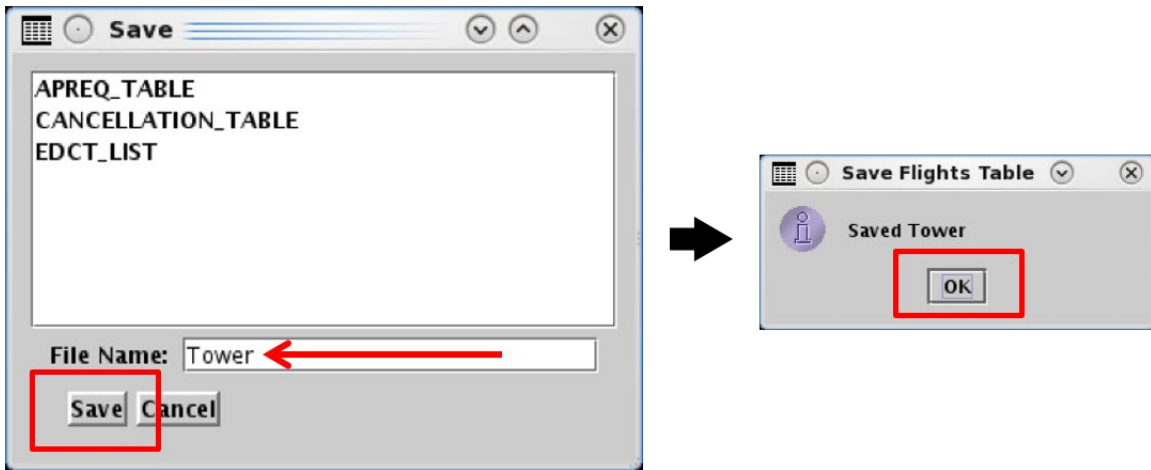 Save
APREQ_TABLE
CANCELLATION_TABLE
EDCT_LIST
File Name: Tower
Save Cancel
Save Flights Table
Saved Tower
OK